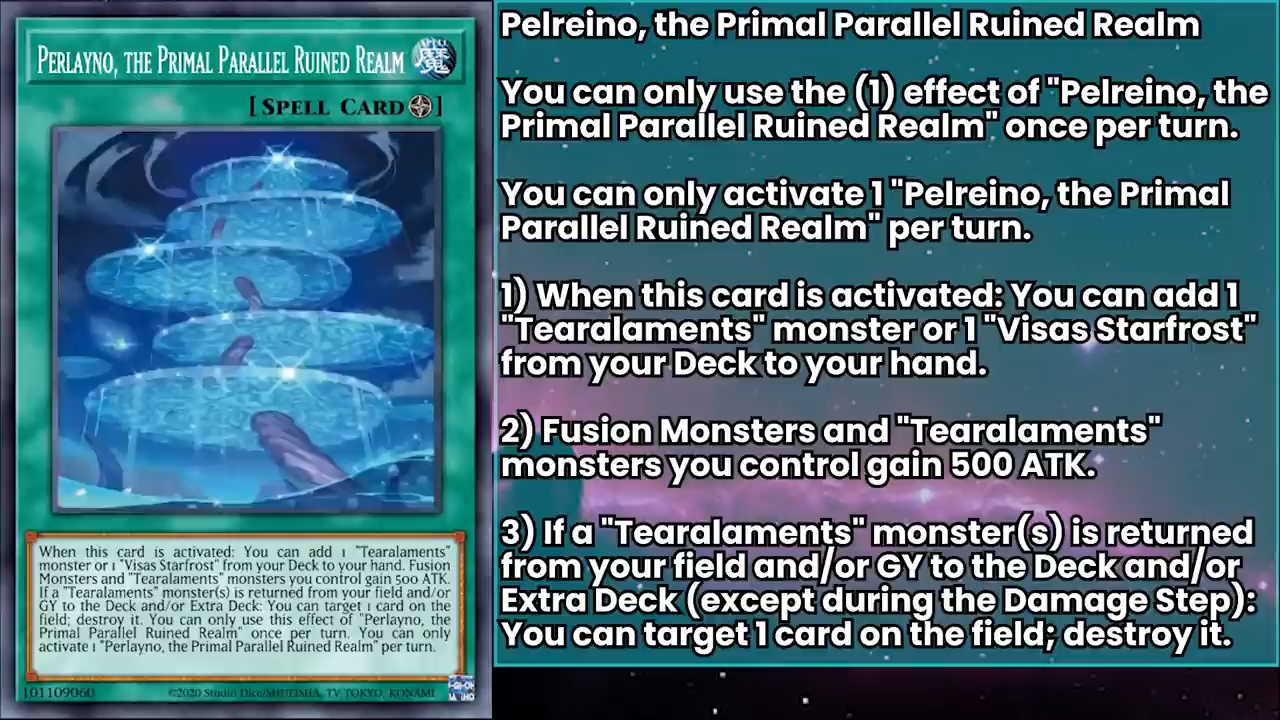 PERLAYNO, THE PRIMAL PARALLEL RUINED REALM
魔
[SPELL CARD]
When this card is activated: You can add 1 "Tearalaments"
monster or 1 "Visas Starfrost" from your Deck to your hand. Fusion
Monsters and "Tearalaments" monsters you control gain 500 ATK.
If a "Tearalaments" monster(s) is returned from your field and/or
GY to the Deck and/or Extra Deck: You can target 1 card on the
field; destroy it. You can only use this effect of "Perlayno, the
Primal Parallel Ruined Realm" once per turn. You can only
activate 1 "Perlayno, the Primal Parallel Ruined Realm" per turn.
101109060
©2020 Studio Dice/SHUEISHA, TV TOKYO, KONAMI
Pelreino, the Primal Parallel Ruined Realm
You can only use the (1) effect of "Pelreino, the
Primal Parallel Ruined Realm" once per turn.
You can only activate 1 "Pelreino, the Primal
Parallel Ruined Realm" per turn.
1) When this card is activated: You can add 1
"Tearalaments" monster or 1 "Visas Starfrost"
from your Deck to your hand.
2) Fusion Monsters and "Tearalaments"
monsters you control gain 500 ATK.
3) If a "Tearalaments" monster(s) is returned
from your field and/or GY to the Deck and/or
Extra Deck (except during the Damage Step):
You can target 1 card on the field; destroy it.